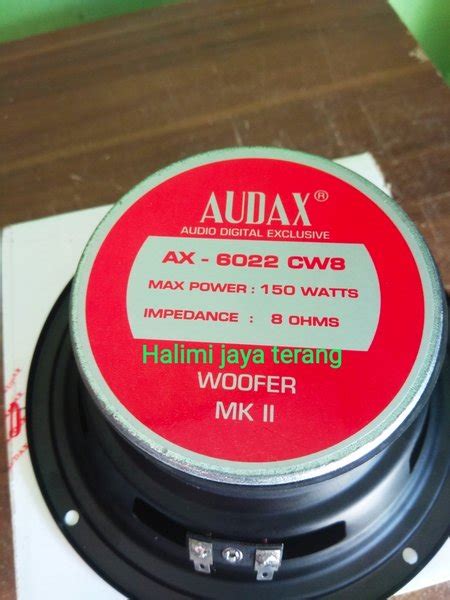 AUDAX®
AUDIO DIGITAL EXCLUSIVE
AX - 6022 CW8
MAX POWER : 150 WATTS
IMPEDANCE : 8 OHMS
Halimi jaya terang
WOOFER
MK II